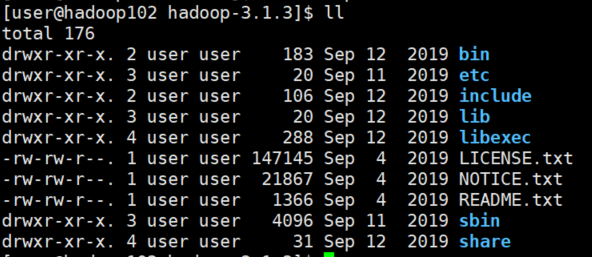 [user@hadoop102 hadoop-3.1.3]$ ll
total 176
drwxr-xr-x. 2 user user    183 Sep 12  2019 bin
drwxr-xr-x. 3 user user     20 Sep 11  2019 etc
drwxr-xr-x. 2 user user    106 Sep 12  2019 include
drwxr-xr-x. 3 user user     20 Sep 12  2019 lib
drwxr-xr-x. 4 user user    288 Sep 12  2019 libexec
-rw-rw-r--. 1 user user 147145 Sep  4  2019 LICENSE.txt
-rw-rw-r--. 1 user user  21867 Sep  4  2019 NOTICE.txt
-rw-rw-r--. 1 user user   1366 Sep  4  2019 README.txt
drwxr-xr-x. 3 user user   4096 Sep 11  2019 sbin
drwxr-xr-x. 4 user user     31 Sep 12  2019 share